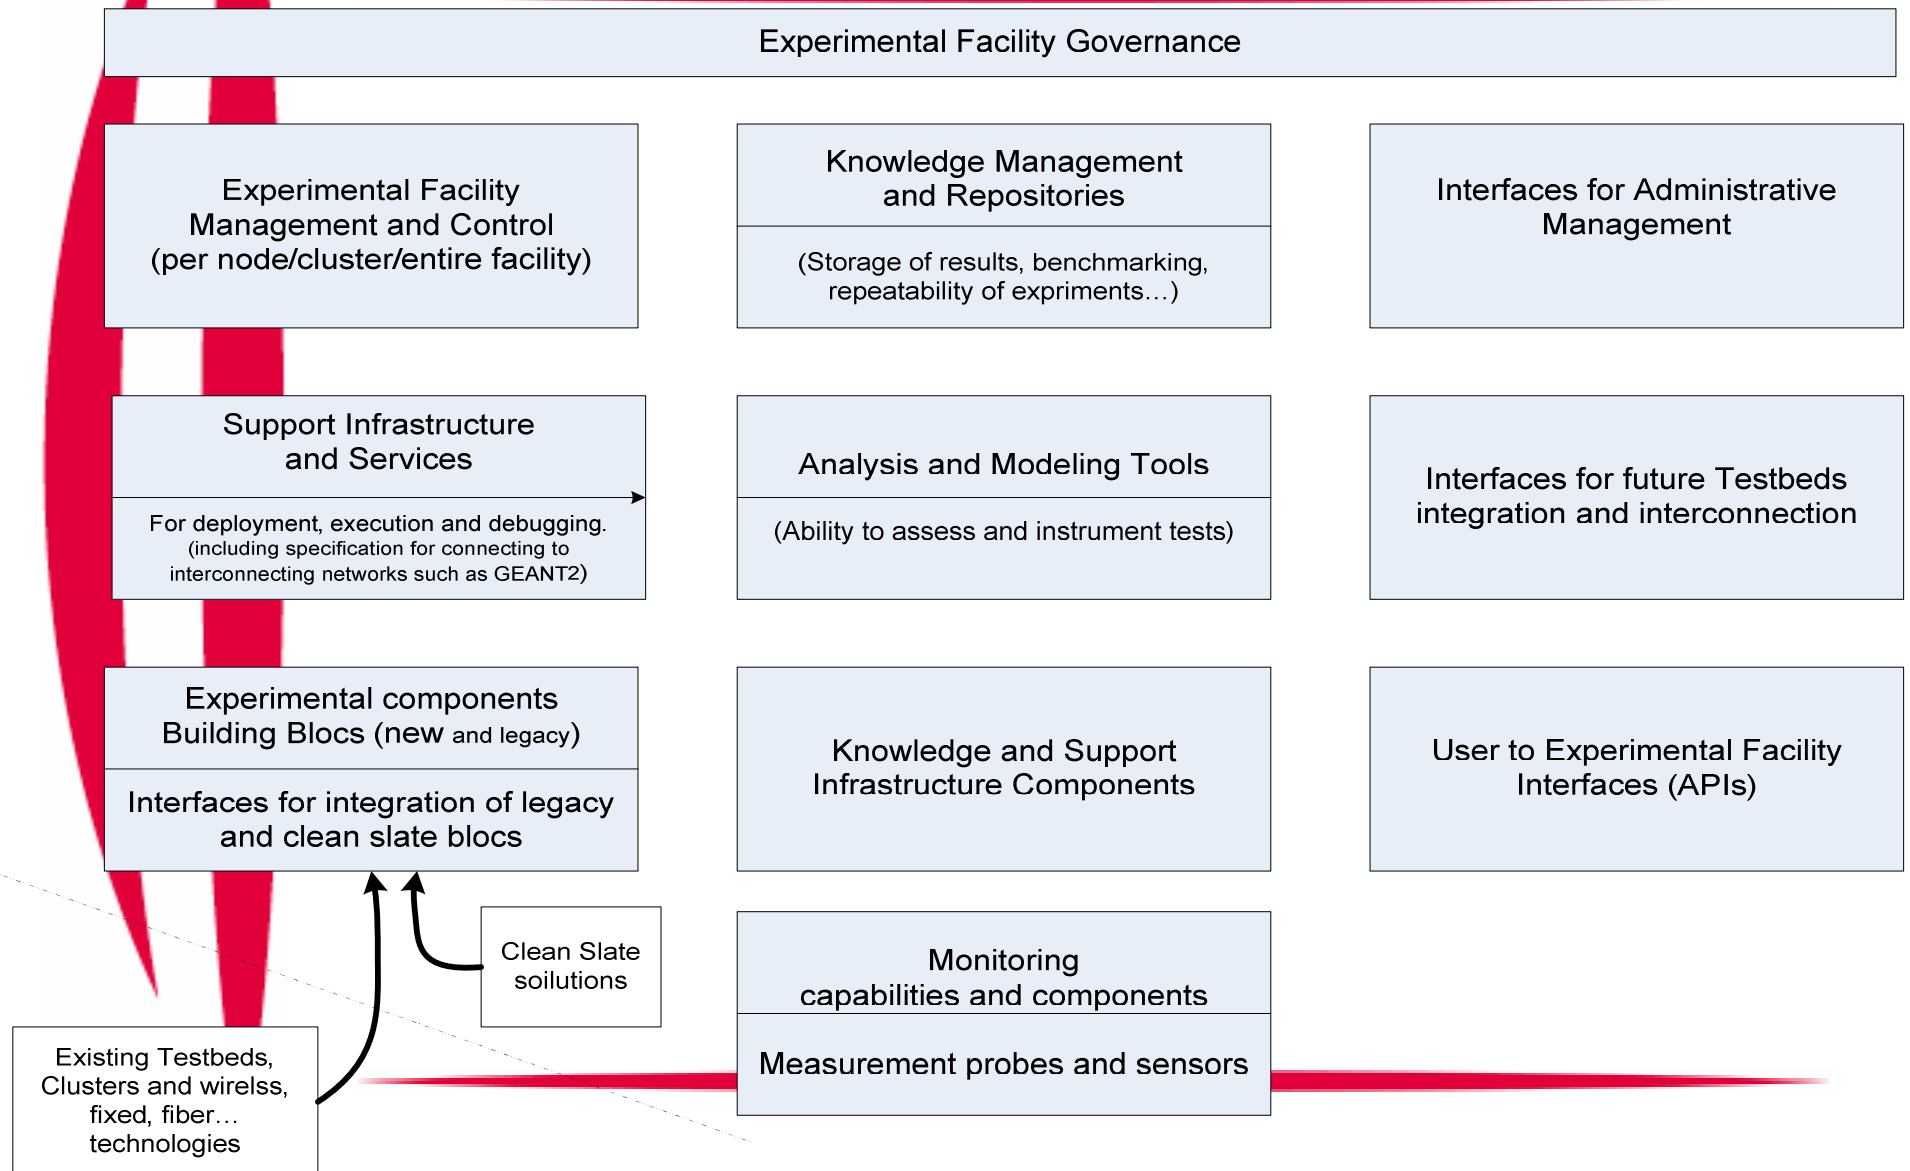 Experimental Facility Governance
Experimental Facility
Management and Control
(per node/cluster/entire facility)
Knowledge Management
and Repositories
(Storage of results, benchmarking,
repeatability of expriments…)
Interfaces for Administrative
Management
Support Infrastructure
and Services
For deployment, execution and debugging.
(including specification for connecting to
interconnecting networks such as GEANT2)
Analysis and Modeling Tools
(Ability to assess and instrument tests)
Interfaces for future Testbeds
integration and interconnection
Experimental components
Building Blocs (new and legacy)
Interfaces for integration of legacy
and clean slate blocs
Knowledge and Support
Infrastructure Components
User to Experimental Facility
Interfaces (APIs)
Clean Slate
soilutions
Monitoring
capabilities and components
Measurement probes and sensors
Existing Testbeds,
Clusters and wirelss,
fixed, fiber…
technologies